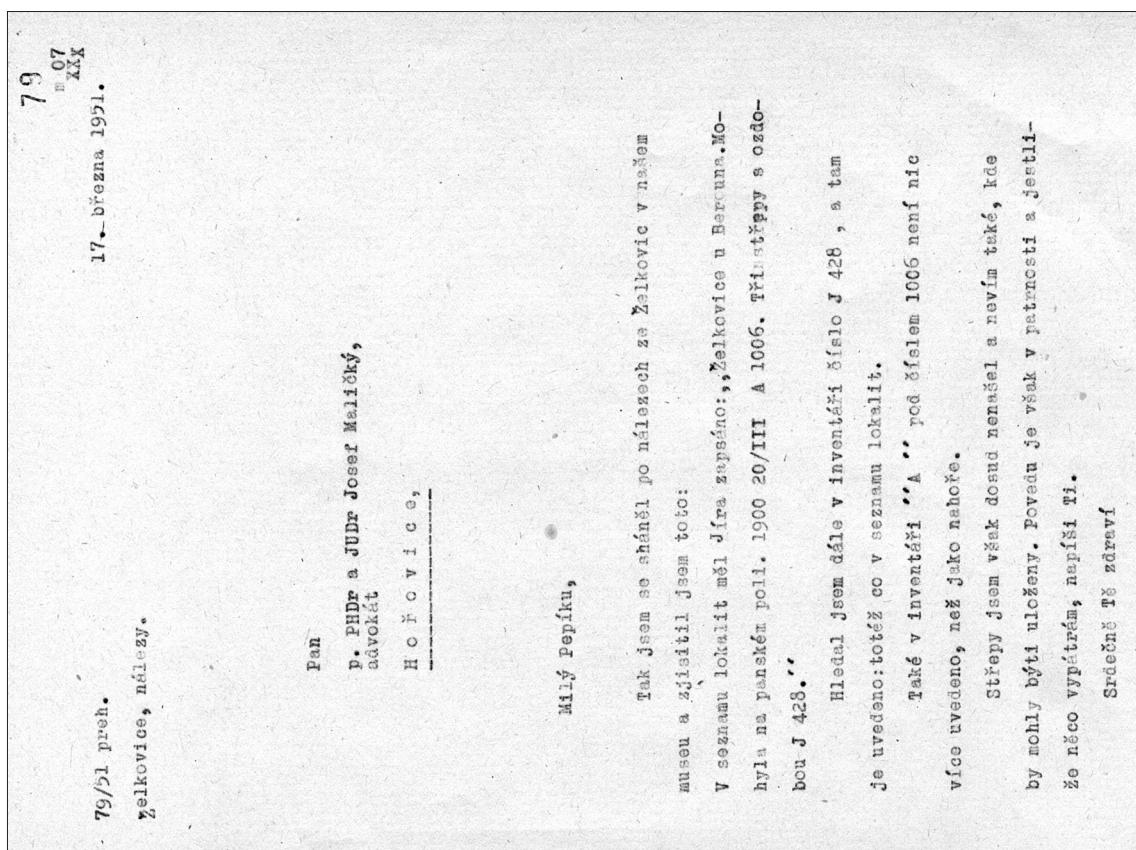 79
m 07
XXX
79/51 preh.
17. března 1951.
Želkovice, nálezy.
Pan
p. PHDr a JUDr Josef Maličký,
advokát
H o ř o v i c e,
Milý Pepíku,
Tak jsem se sháněl po nálezech ze Želkovic v našem
museu a zjistil jsem toto:
V seznamu lokalit měl Jíra zapsáno:,,Želkovice u Berouna.Mo-
hyla na panském poli. 1900 20/III A 1006. Tři střepy s ozdo-
bou J 428.''
Hledal jsem dále v inventáři číslo J 428 , a tam
je uvedeno:totéž co v seznamu lokalit.
Také v inventáři ''A '' pod číslem 1006 není nic
více uvedeno, než jako nahoře.
Střepy jsem však dosud nenašel a nevím také, kde
by mohly býti uloženy. Povedu je však v patrnosti a jestli-
že něco vypátrám, napíši Ti.
Srdečně Tě zdraví